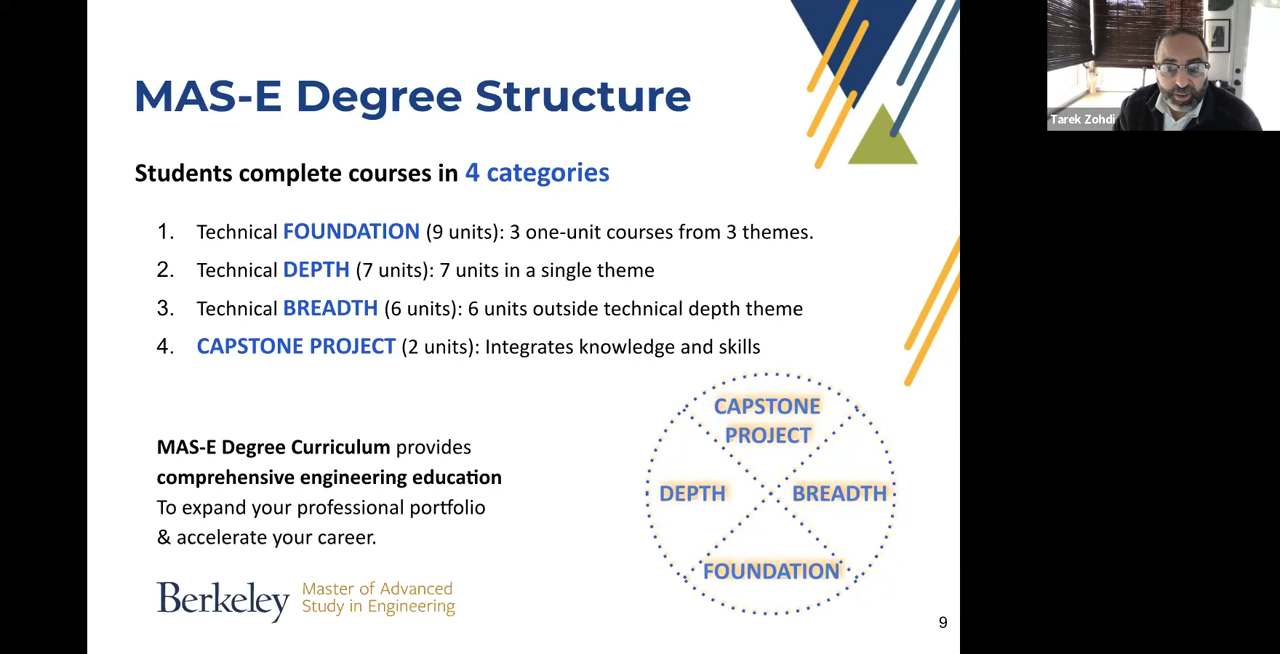 MAS-E Degree Structure
Students complete courses in 4 categories
1. Technical FOUNDATION (9 units): 3 one-unit courses from 3 themes.
2. Technical DEPTH (7 units): 7 units in a single theme
3. Technical BREADTH (6 units): 6 units outside technical depth theme
4. CAPSTONE PROJECT (2 units): Integrates knowledge and skills
MAS-E Degree Curriculum provides
comprehensive engineering education
To expand your professional portfolio
& accelerate your career.
CAPSTONE
PROJECT
DEPTH
BREADTH
FOUNDATION
Berkeley
Master of Advanced
Study in Engineering
9
Tarek Zohdi